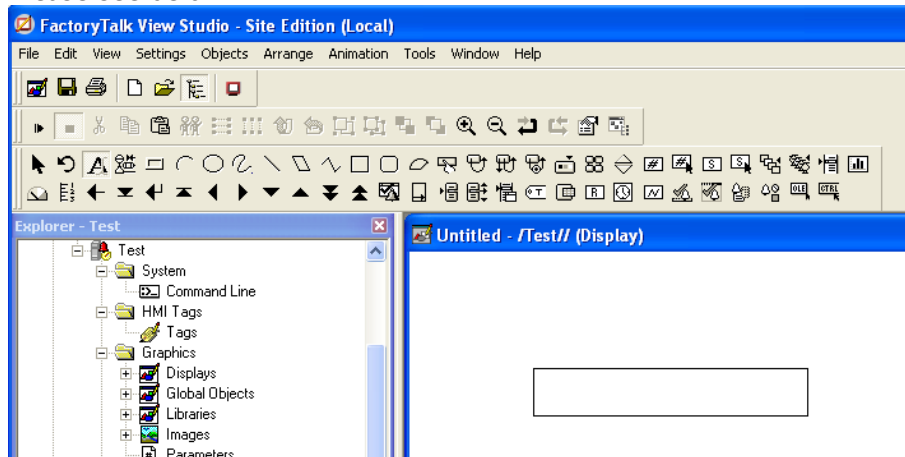 FactoryTalk View Studio - Site Edition (Local)
File Edit View Settings Objects Arrange Animation Tools Window Help
Explorer - Test
Untitled - /Test// (Display)
Test
System
Command Line
HMI Tags
Tags
Graphics
Displays
Global Objects
Libraries
Images
Parameters